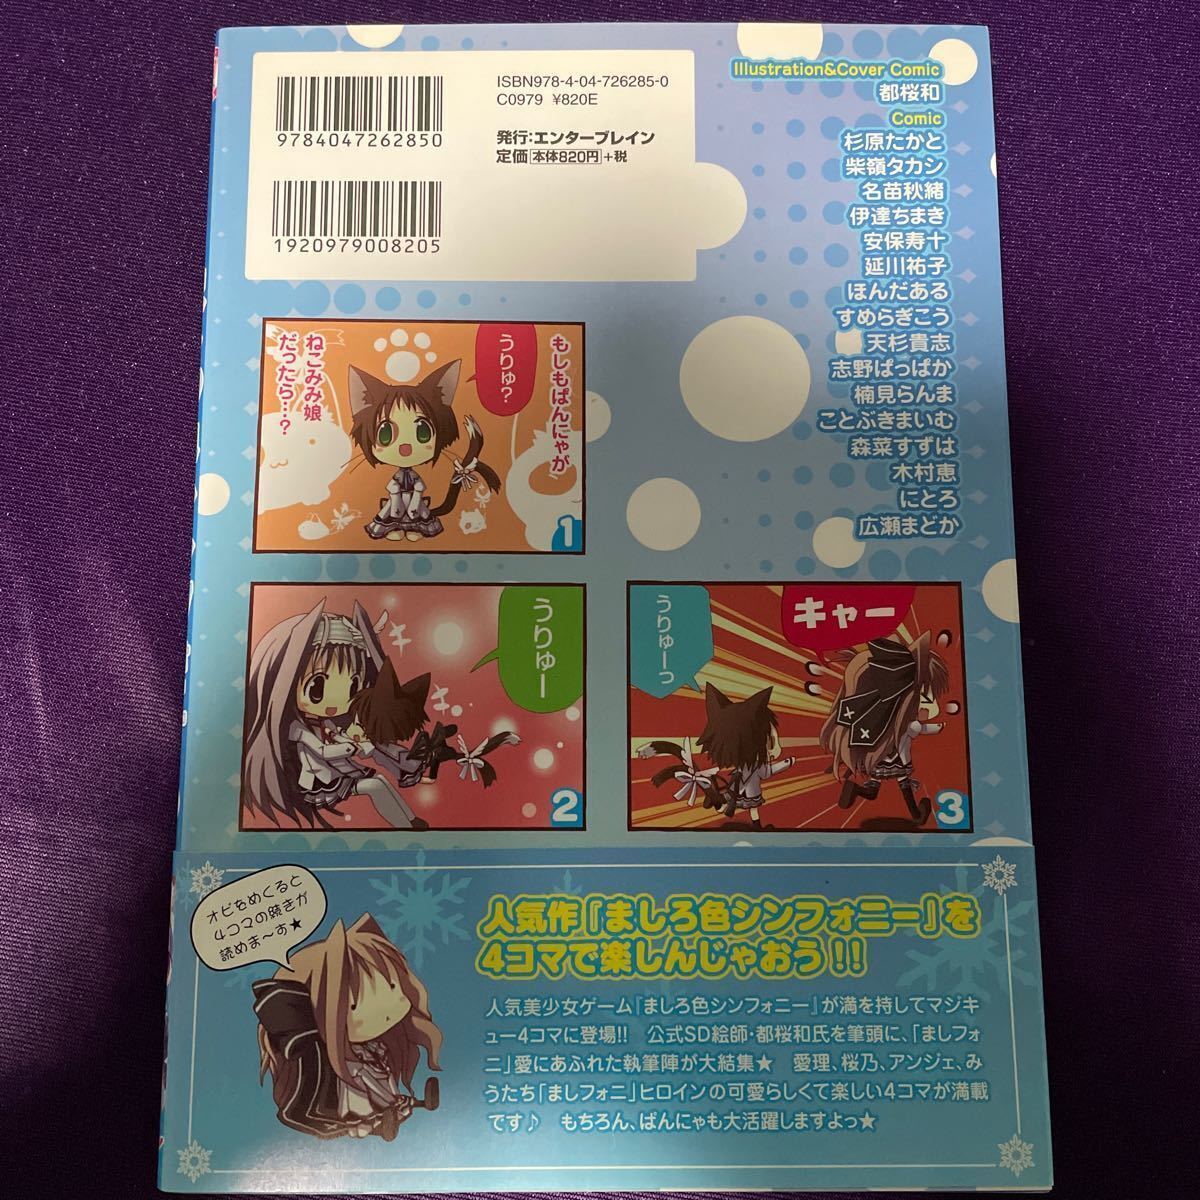 ISBN978-4-04-726285-0
C0979 ¥820E
9784047262850
発行:エンターブレイン
定価 本体820円 +税
1920979008205
Illustration&Cover Comic
都桜和
Comic
杉原たかと
柴嶺タカシ
名苗秋緒
伊達ちまき
安保寿十
延川祐子
ほんだある
すめらぎこう
天杉貴志
志野ぱっぱか
楠見らんま
ことぶきまいむ
森菜すずは
木村恵
にとろ
広瀬まどか
もしもぱんにゃが
うりゅ?
ねこみみ娘
だったら…?
1
うりゅー
キ
キ
2
キャー
うりゅーっ
3
オビをめくると
4コマの続きが
読めま〜す★
人気作『ましろ色シンフォニー』を
4コマで楽しんじゃおう!!
人気美少女ゲーム『ましろ色シンフォニー』が満を持してマジキ
ュー4コマに登場!! 公式SD絵師・都桜和氏を筆頭に、「ましフォ
ニ」愛にあふれた執筆陣が大結集★ 愛理、桜乃、アンジェ、み
うたち「ましフォニ」ヒロインの可愛らしくて楽しい4コマが満載
です♪ もちろん、ぱんにゃも大活躍しますよっ★